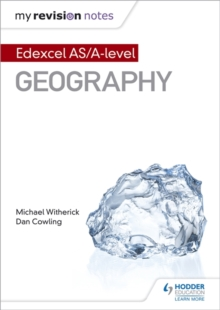 my revision notes
Edexcel AS/A-level
GEOGRAPHY
Michael Witherick
Dan Cowling
HODDER
EDUCATION
LEARN MORE